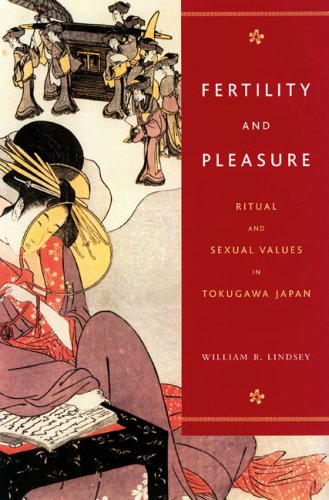 FERTILITY
AND
PLEASURE
RITUAL
AND
SEXUAL VALUES
IN
TOKUGAWA JAPAN
WILLIAM R. LINDSEY